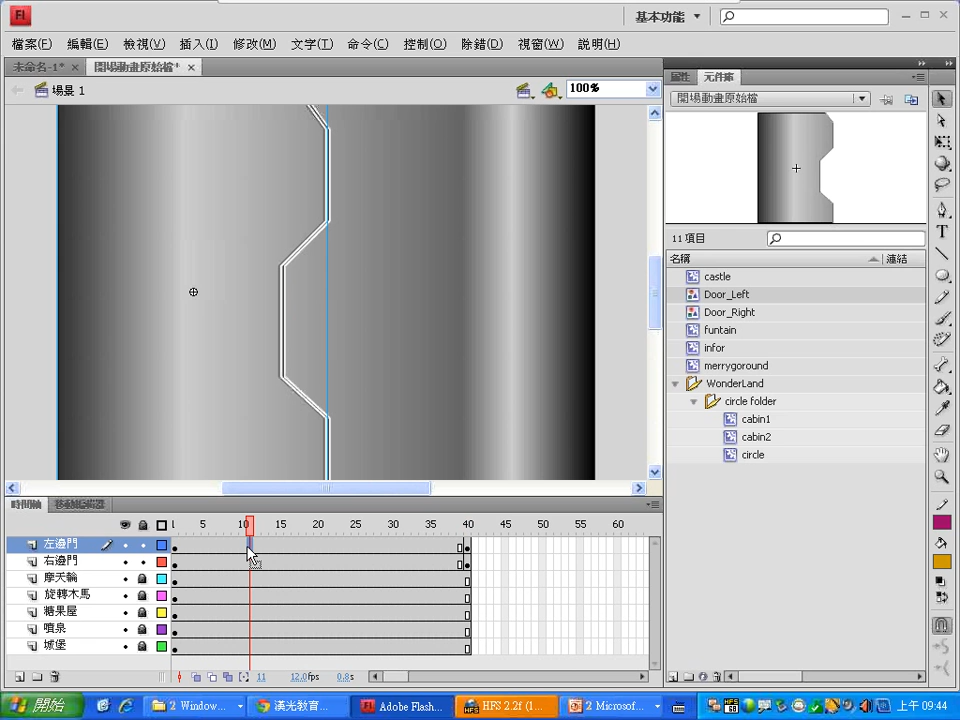 Fl
基本功能
檔案(F) 編輯(E) 檢視(V) 插入(I) 修改(M) 文字(T) 命令(C) 控制(O) 除錯(D) 視窗(W) 說明(H)
未命名-1* 開場動畫原始檔*
場景 1
100%
屬性 元件庫
開場動畫原始檔
11 項目
名稱 連結
castle
Door_Left
Door_Right
funtain
infor
merrygoround
WonderLand
circle folder
cabin1
cabin2
circle
時間軸 移動編輯器
1 5 10 15 20 25 30 35 40 45 50 55 60
左邊門
右邊門
摩天輪
旋轉木馬
糖果屋
噴泉
城堡
11 12.0fps 0.8s
開始 2 Window... 漢光教育... Adobe Flash... HFS 2.2f (1... 2 Microsof... 上午 09:44